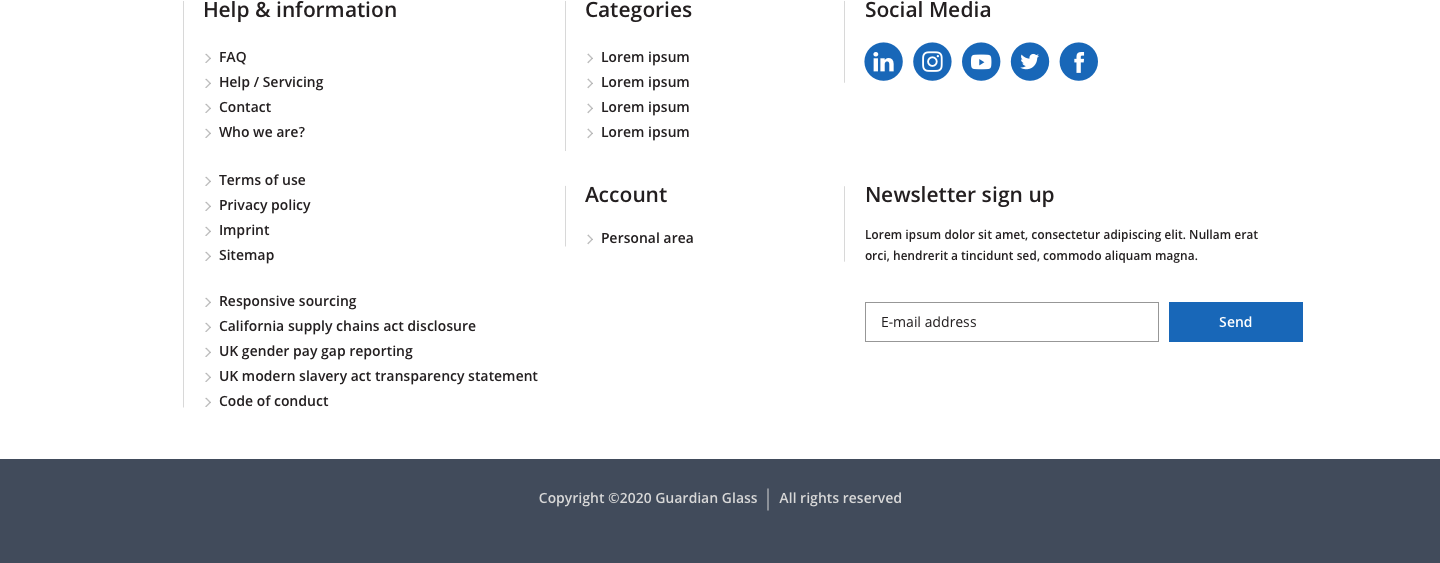 Help & information
FAQ
Help / Servicing
Contact
Who we are?
Terms of use
Privacy policy
Imprint
Sitemap
Responsive sourcing
California supply chains act disclosure
UK gender pay gap reporting
UK modern slavery act transparency statement
Code of conduct
Categories
Lorem ipsum
Lorem ipsum
Lorem ipsum
Lorem ipsum
Account
Personal area
Social Media
Newsletter sign up
Lorem ipsum dolor sit amet, consectetur adipiscing elit. Nullam erat
orci, hendrerit a tincidunt sed, commodo aliquam magna.
E-mail address
Send
Copyright ©2020 Guardian Glass | All rights reserved